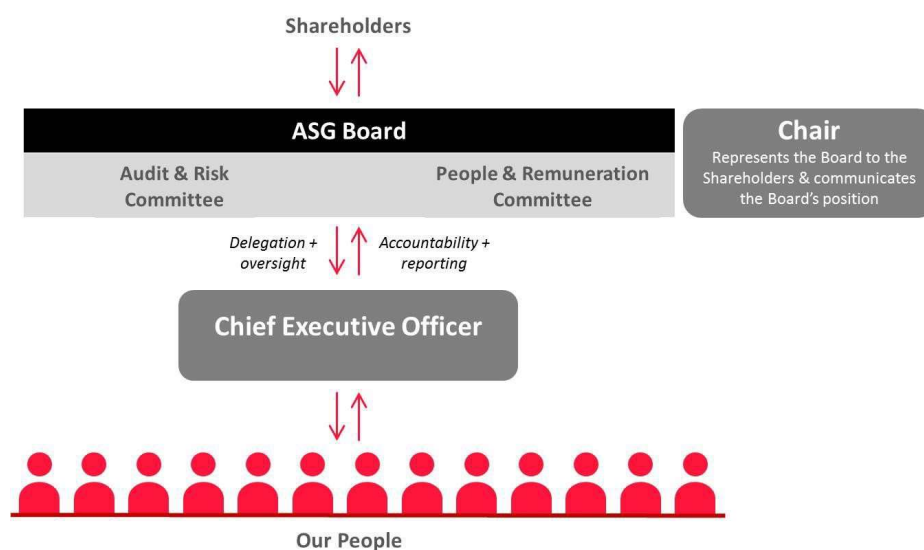 Shareholders
ASG Board
Chair
Represents the Board to the
Shareholders & communicates
the Board's position
Audit & Risk
Committee
People & Remuneration
Committee
Delegation +
oversight
Accountability +
reporting
Chief Executive Officer
Our People